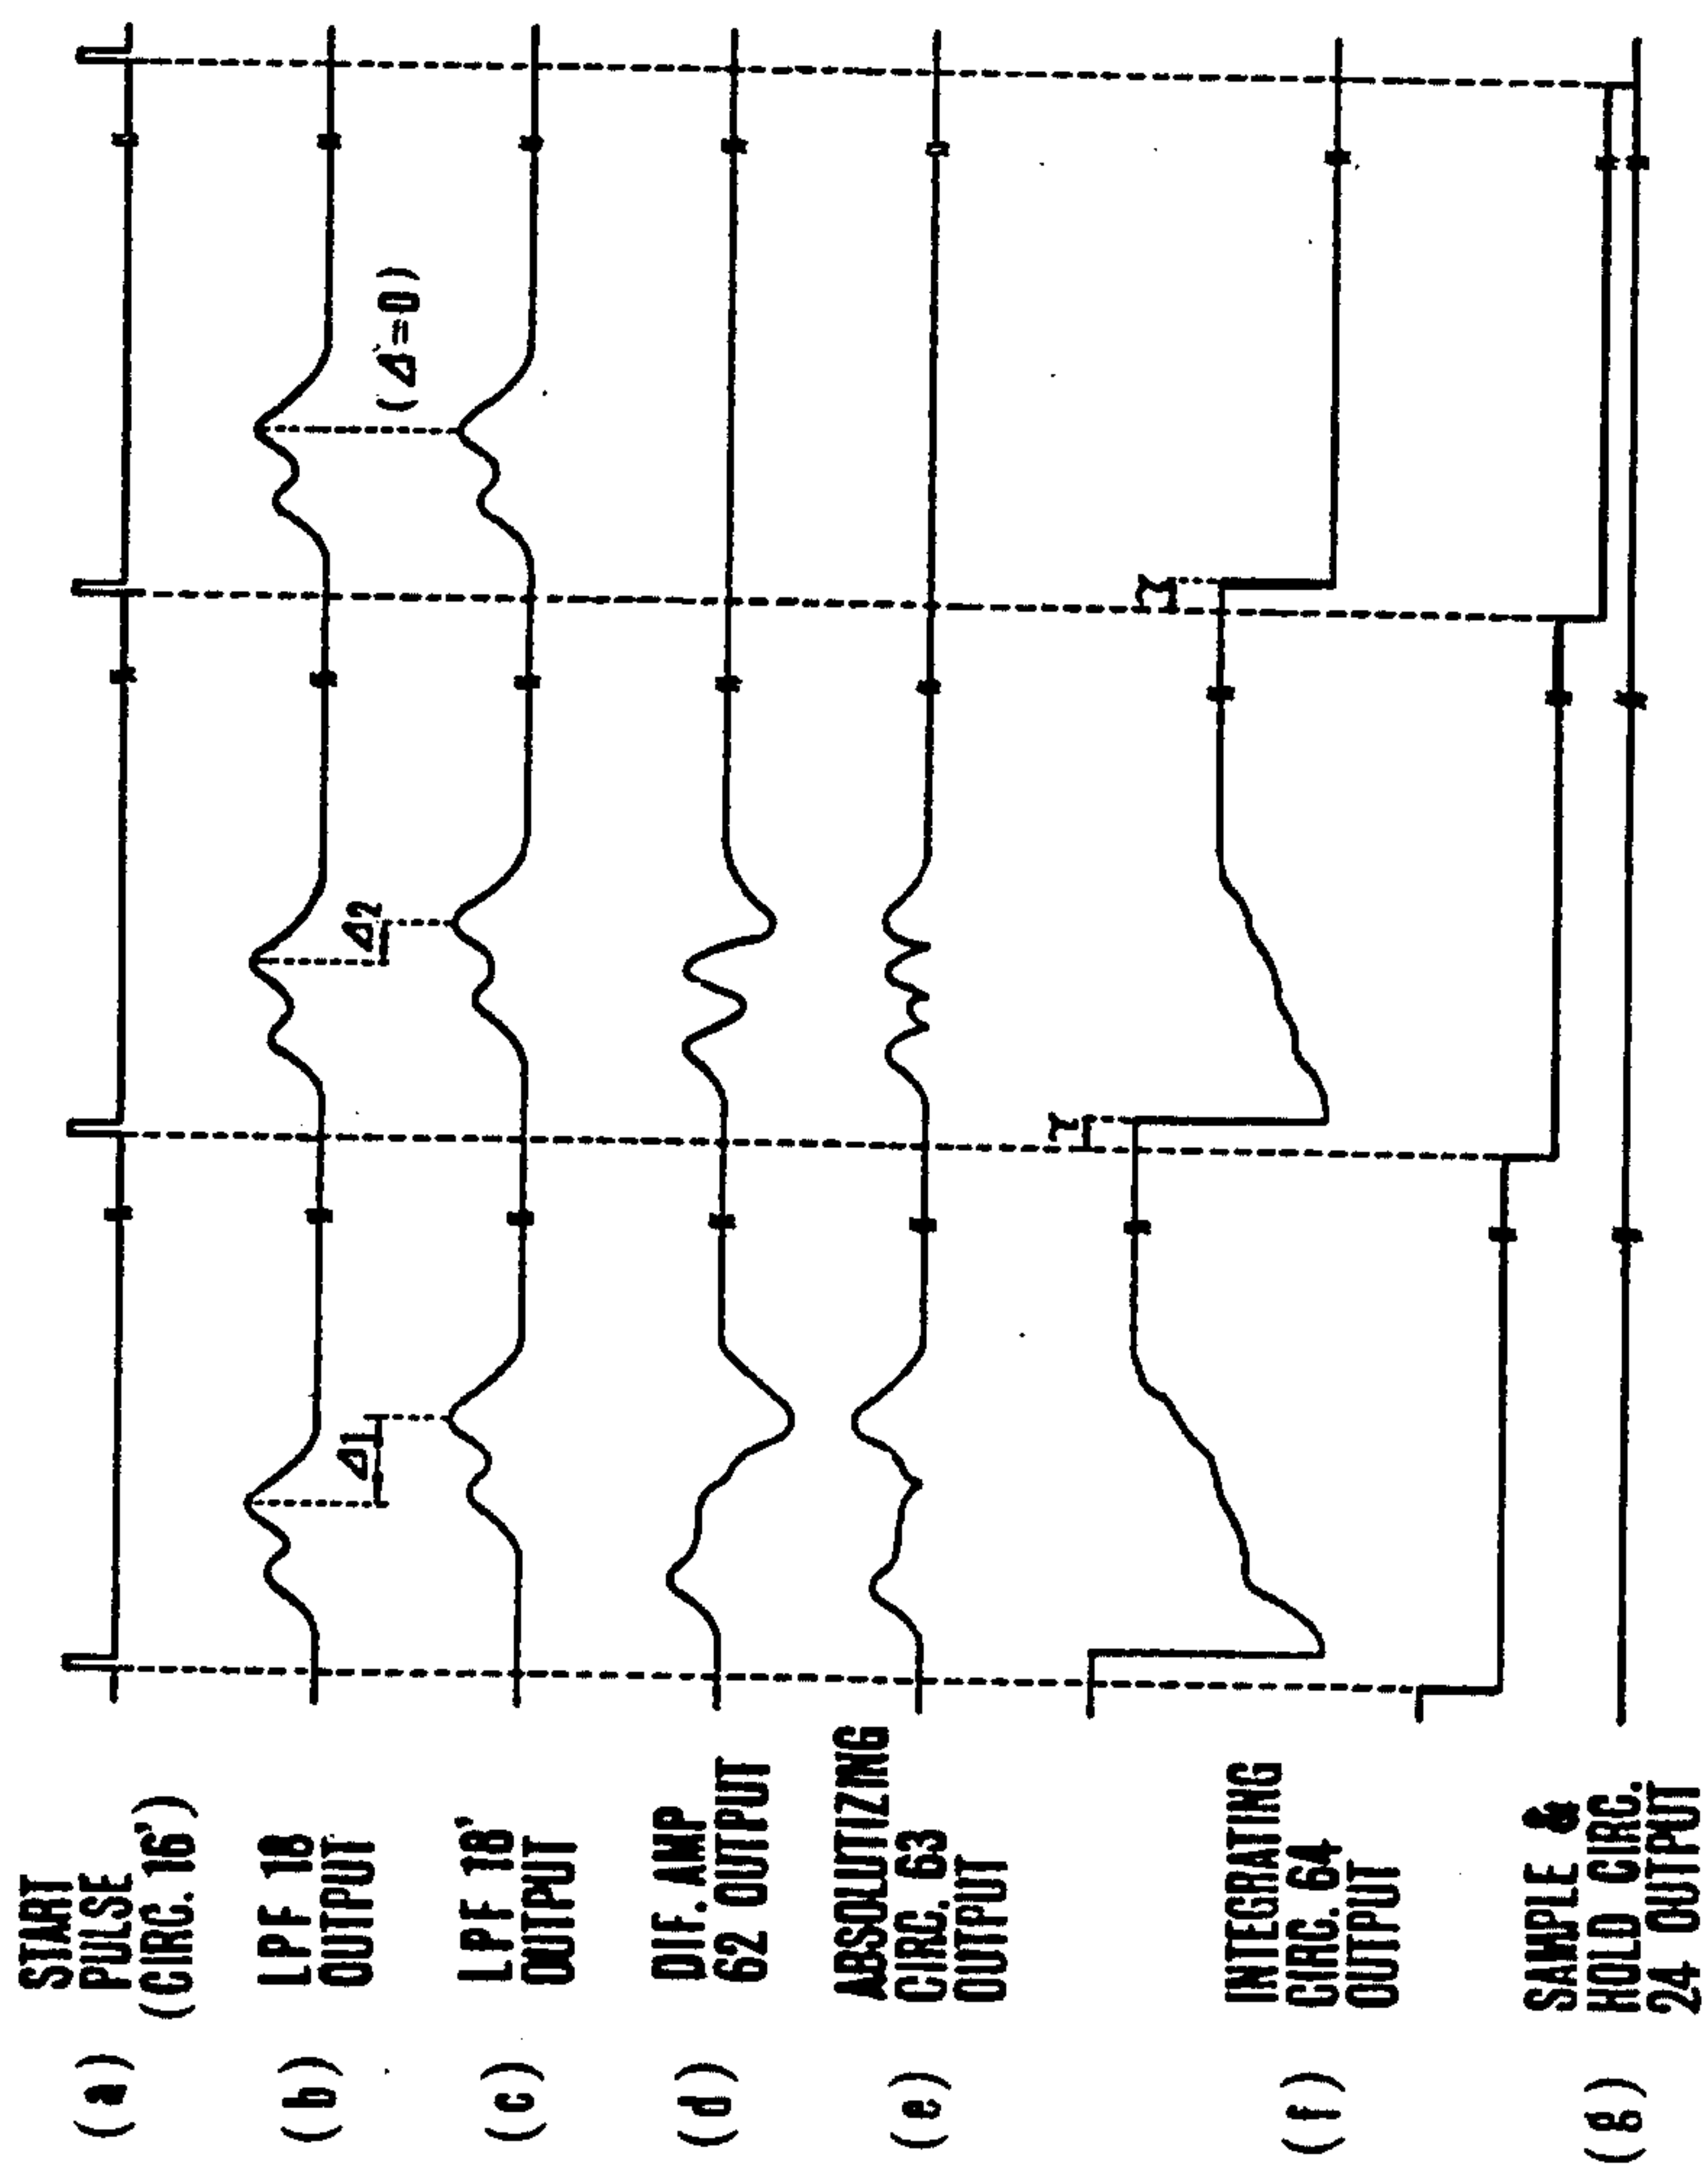 (a) START
PULSE
(CIRC. 16')
(b) LPF 18
OUTPUT
(c) LPF 18'
OUTPUT
(d) DIF. AMP
62 OUTPUT
(e) ABSOLUTIZING
CIRC. 63
OUTPUT
(f) INTEGRATING
CIRC. 64
OUTPUT
(g) SAMPLE &
HOLD CIRC.
24 OUTPUT
Δ1
Δ2
(Δ=0)
τ
τ